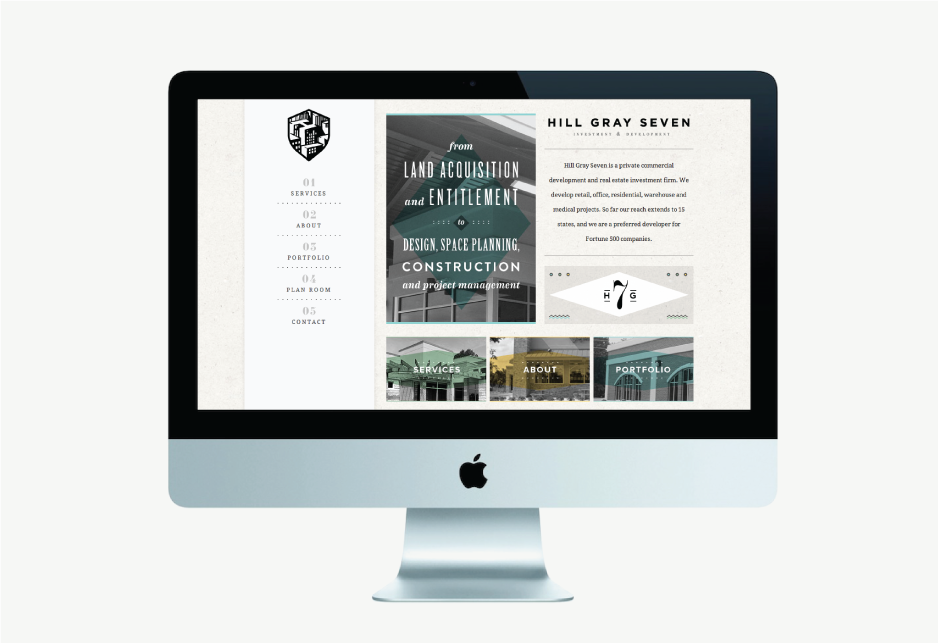 01
SERVICES
02
ABOUT
03
PORTFOLIO
04
PLAN ROOM
05
CONTACT
from
LAND ACQUISITION
and ENTITLEMENT
to
DESIGN, SPACE PLANNING,
CONSTRUCTION
and project management
HILL GRAY SEVEN
INVESTMENT & DEVELOPMENT
Hill Gray Seven is a private commercial
development and real estate investment firm. We
develop retail, office, residential, warehouse and
medical projects. So far our reach extends to 15
states, and we are a preferred developer for
Fortune 500 companies.
H 7 G
SERVICES
ABOUT
PORTFOLIO